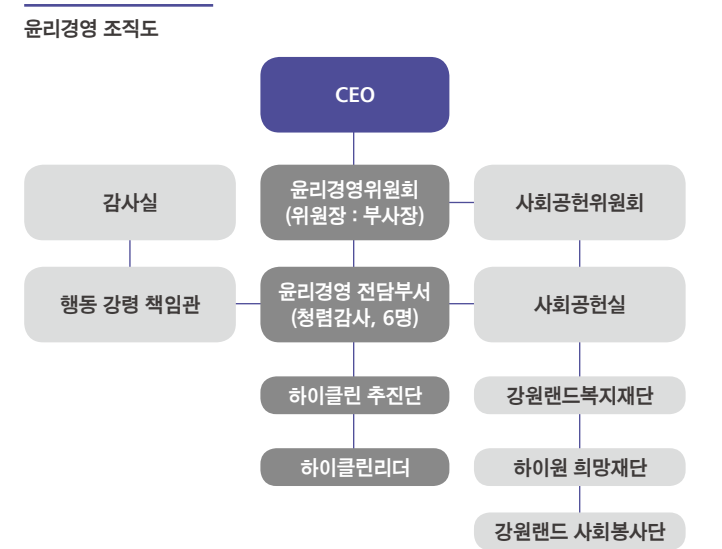 윤리경영 조직도
CEO
감사실
윤리경영위원회
(위원장 : 부사장)
사회공헌위원회
행동 강령 책임관
윤리경영 전담부서
(청렴감사, 6명)
사회공헌실
하이클린 추진단
강원랜드복지재단
하이클린리더
하이원 희망재단
강원랜드 사회봉사단